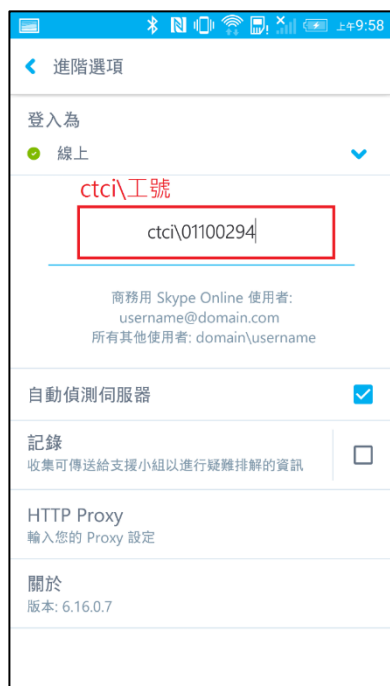 上午9:58
進階選項
登入為
線上
ctci\工號
ctci\01100294
商務用 Skype Online 使用者:
username@domain.com
所有其他使用者: domain\username
自動偵測伺服器
記錄
收集可傳送給支援小組以進行疑難排解的資訊
HTTP Proxy
輸入您的 Proxy 設定
關於
版本: 6.16.0.7